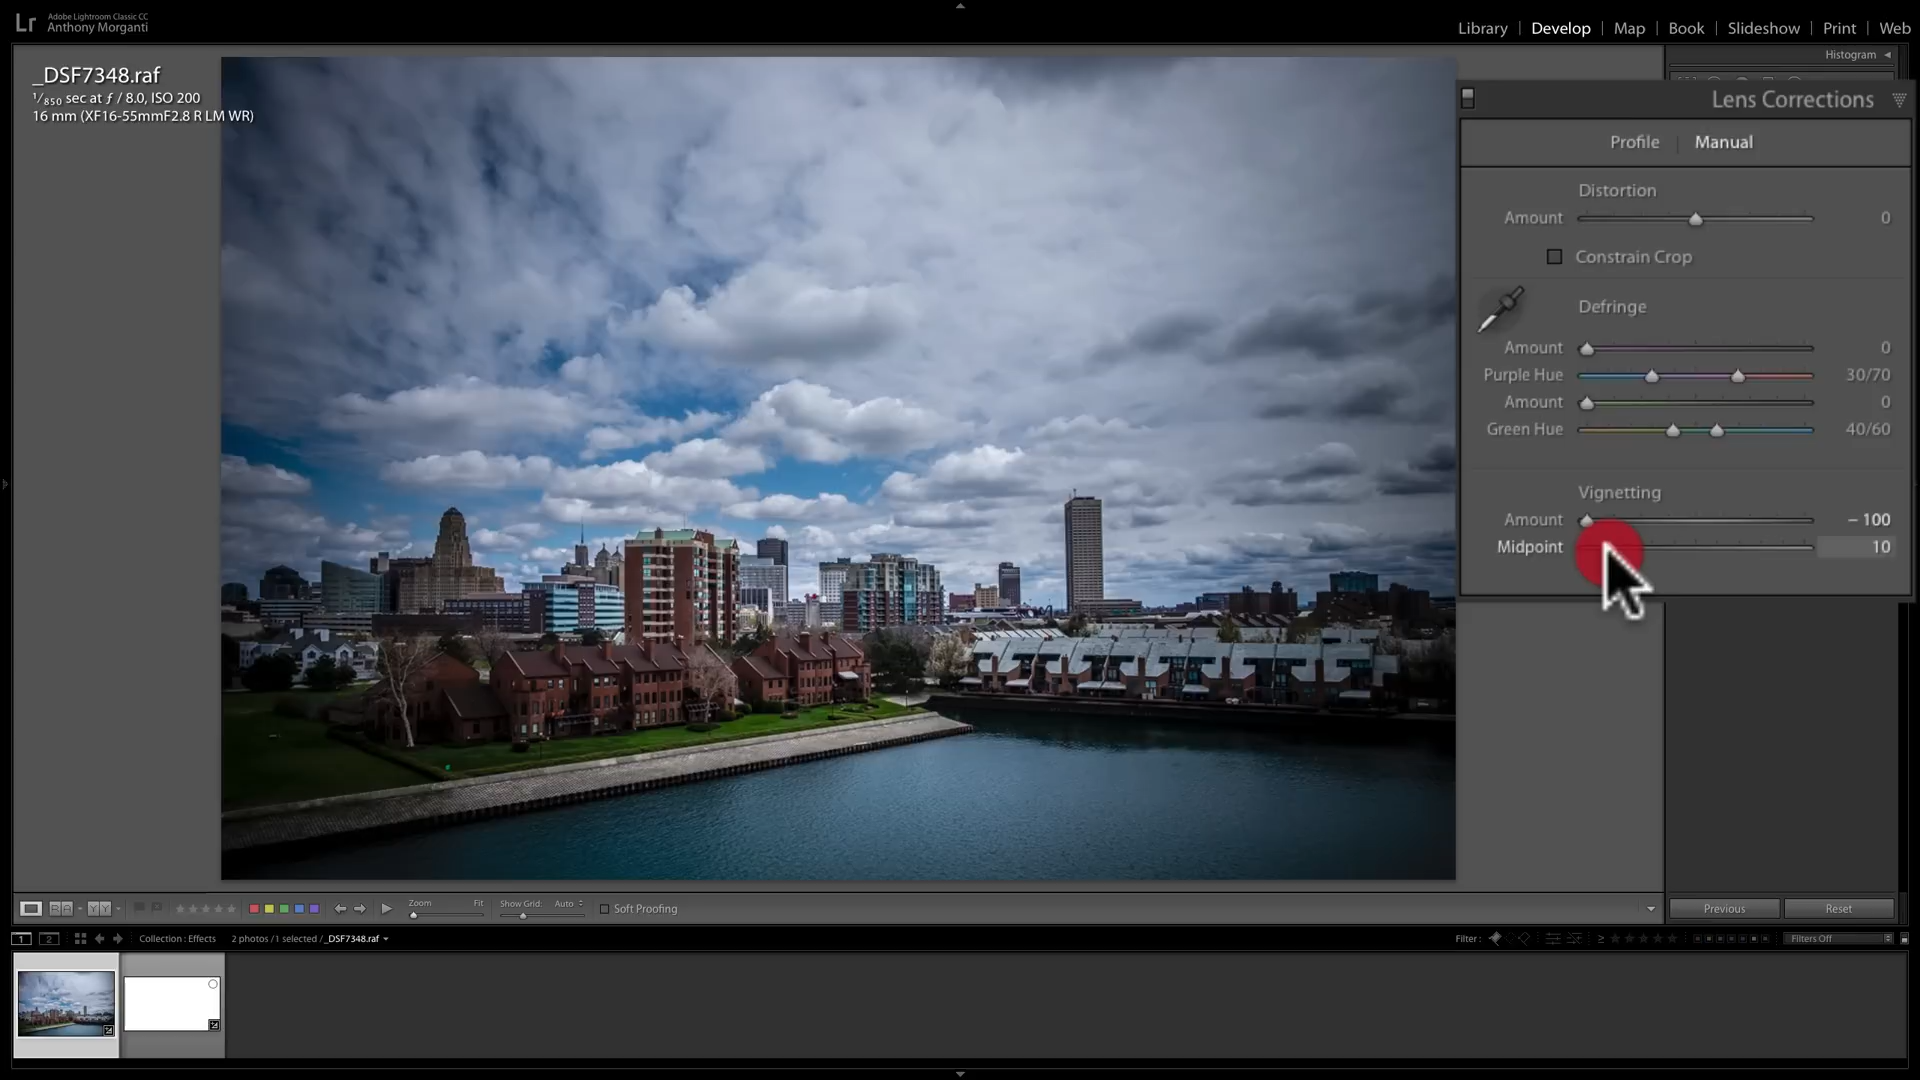 Lr
Adobe Lightroom Classic CC
Anthony Morganti
Library | Develop | Map | Book | Slideshow | Print | Web
Histogram
_DSF7348.raf
1/850 sec at ƒ / 8.0, ISO 200
16 mm (XF16-55mmF2.8 R LM WR)
Lens Corrections
Profile | Manual
Distortion
Amount 0
Constrain Crop
Defringe
Amount 0
Purple Hue 30/70
Amount 0
Green Hue 40/60
Vignetting
Amount – 100
Midpoint 10
Zoom Fit Show Grid: Auto Soft Proofing
Previous Reset
1 2 Collection : Effects 2 photos / 1 selected / _DSF7348.raf
Filter : ≥ Filters Off